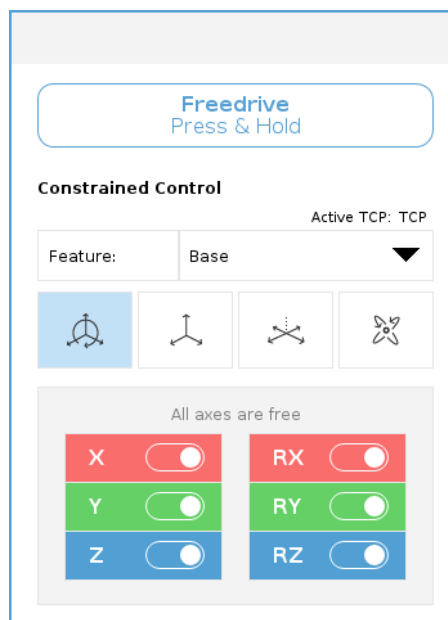 Freedrive
Press & Hold
Constrained Control
Active TCP: TCP
Feature: Base
All axes are free
X RX
Y RY
Z RZ